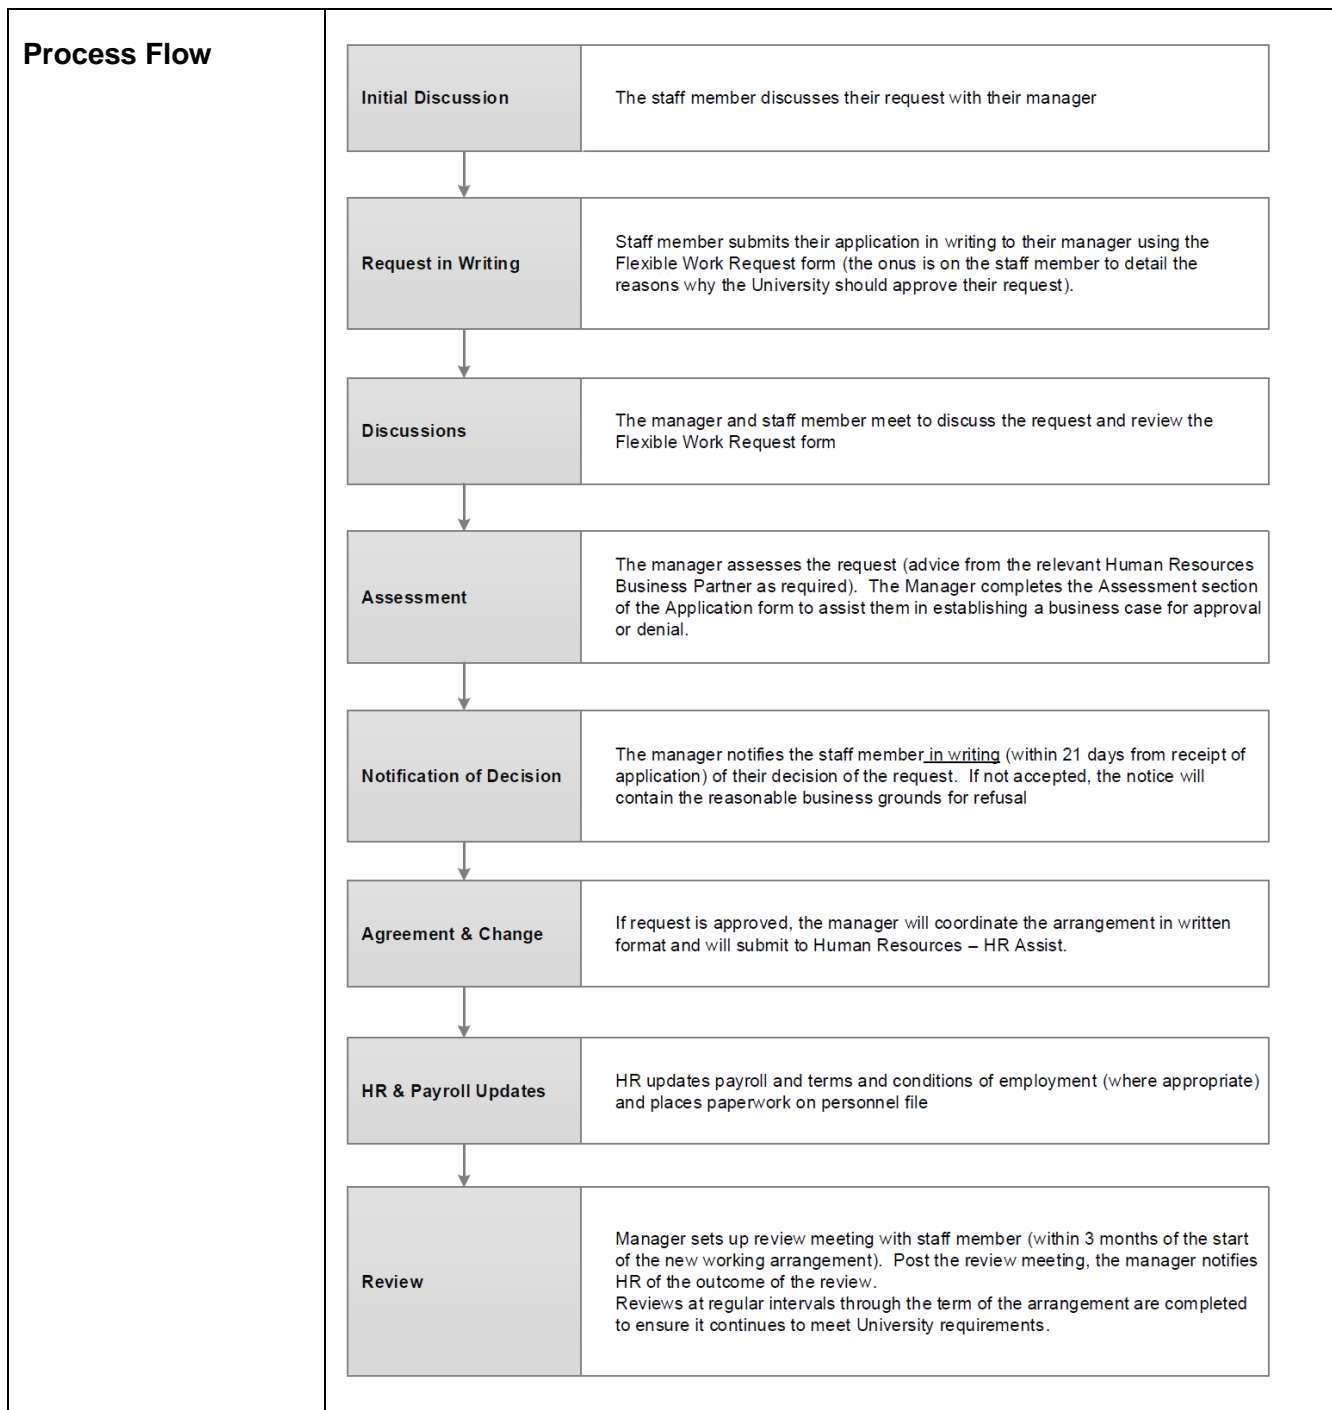 Process Flow
Initial Discussion
The staff member discusses their request with their manager
Request in Writing
Staff member submits their application in writing to their manager using the
Flexible Work Request form (the onus is on the staff member to detail the
reasons why the University should approve their request).
Discussions
The manager and staff member meet to discuss the request and review the
Flexible Work Request form
Assessment
The manager assesses the request (advice from the relevant Human Resources
Business Partner as required).  The Manager completes the Assessment section
of the Application form to assist them in establishing a business case for approval
or denial.
Notification of Decision
The manager notifies the staff member in writing (within 21 days from receipt of
application) of their decision of the request.  If not accepted, the notice will
contain the reasonable business grounds for refusal
Agreement & Change
If request is approved, the manager will coordinate the arrangement in written
format and will submit to Human Resources – HR Assist.
HR & Payroll Updates
HR updates payroll and terms and conditions of employment (where appropriate)
and places paperwork on personnel file
Review
Manager sets up review meeting with staff member (within 3 months of the start
of the new working arrangement).  Post the review meeting, the manager notifies
HR of the outcome of the review.
Reviews at regular intervals through the term of the arrangement are completed
to ensure it continues to meet University requirements.